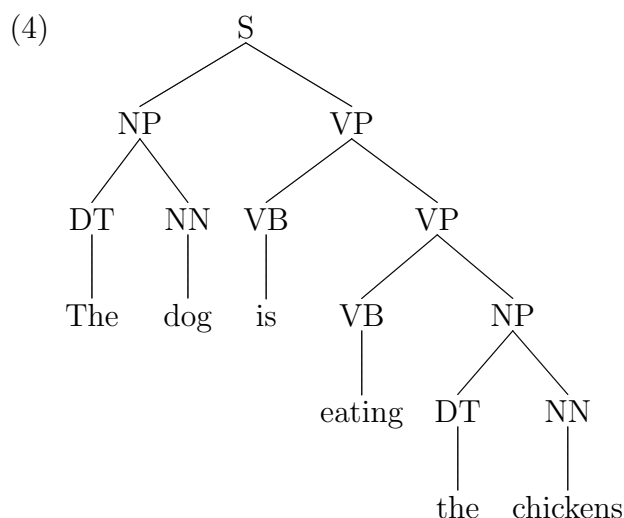 (4) S
NP VP
DT NN VB VP
The dog is VB NP
eating DT NN
the chickens